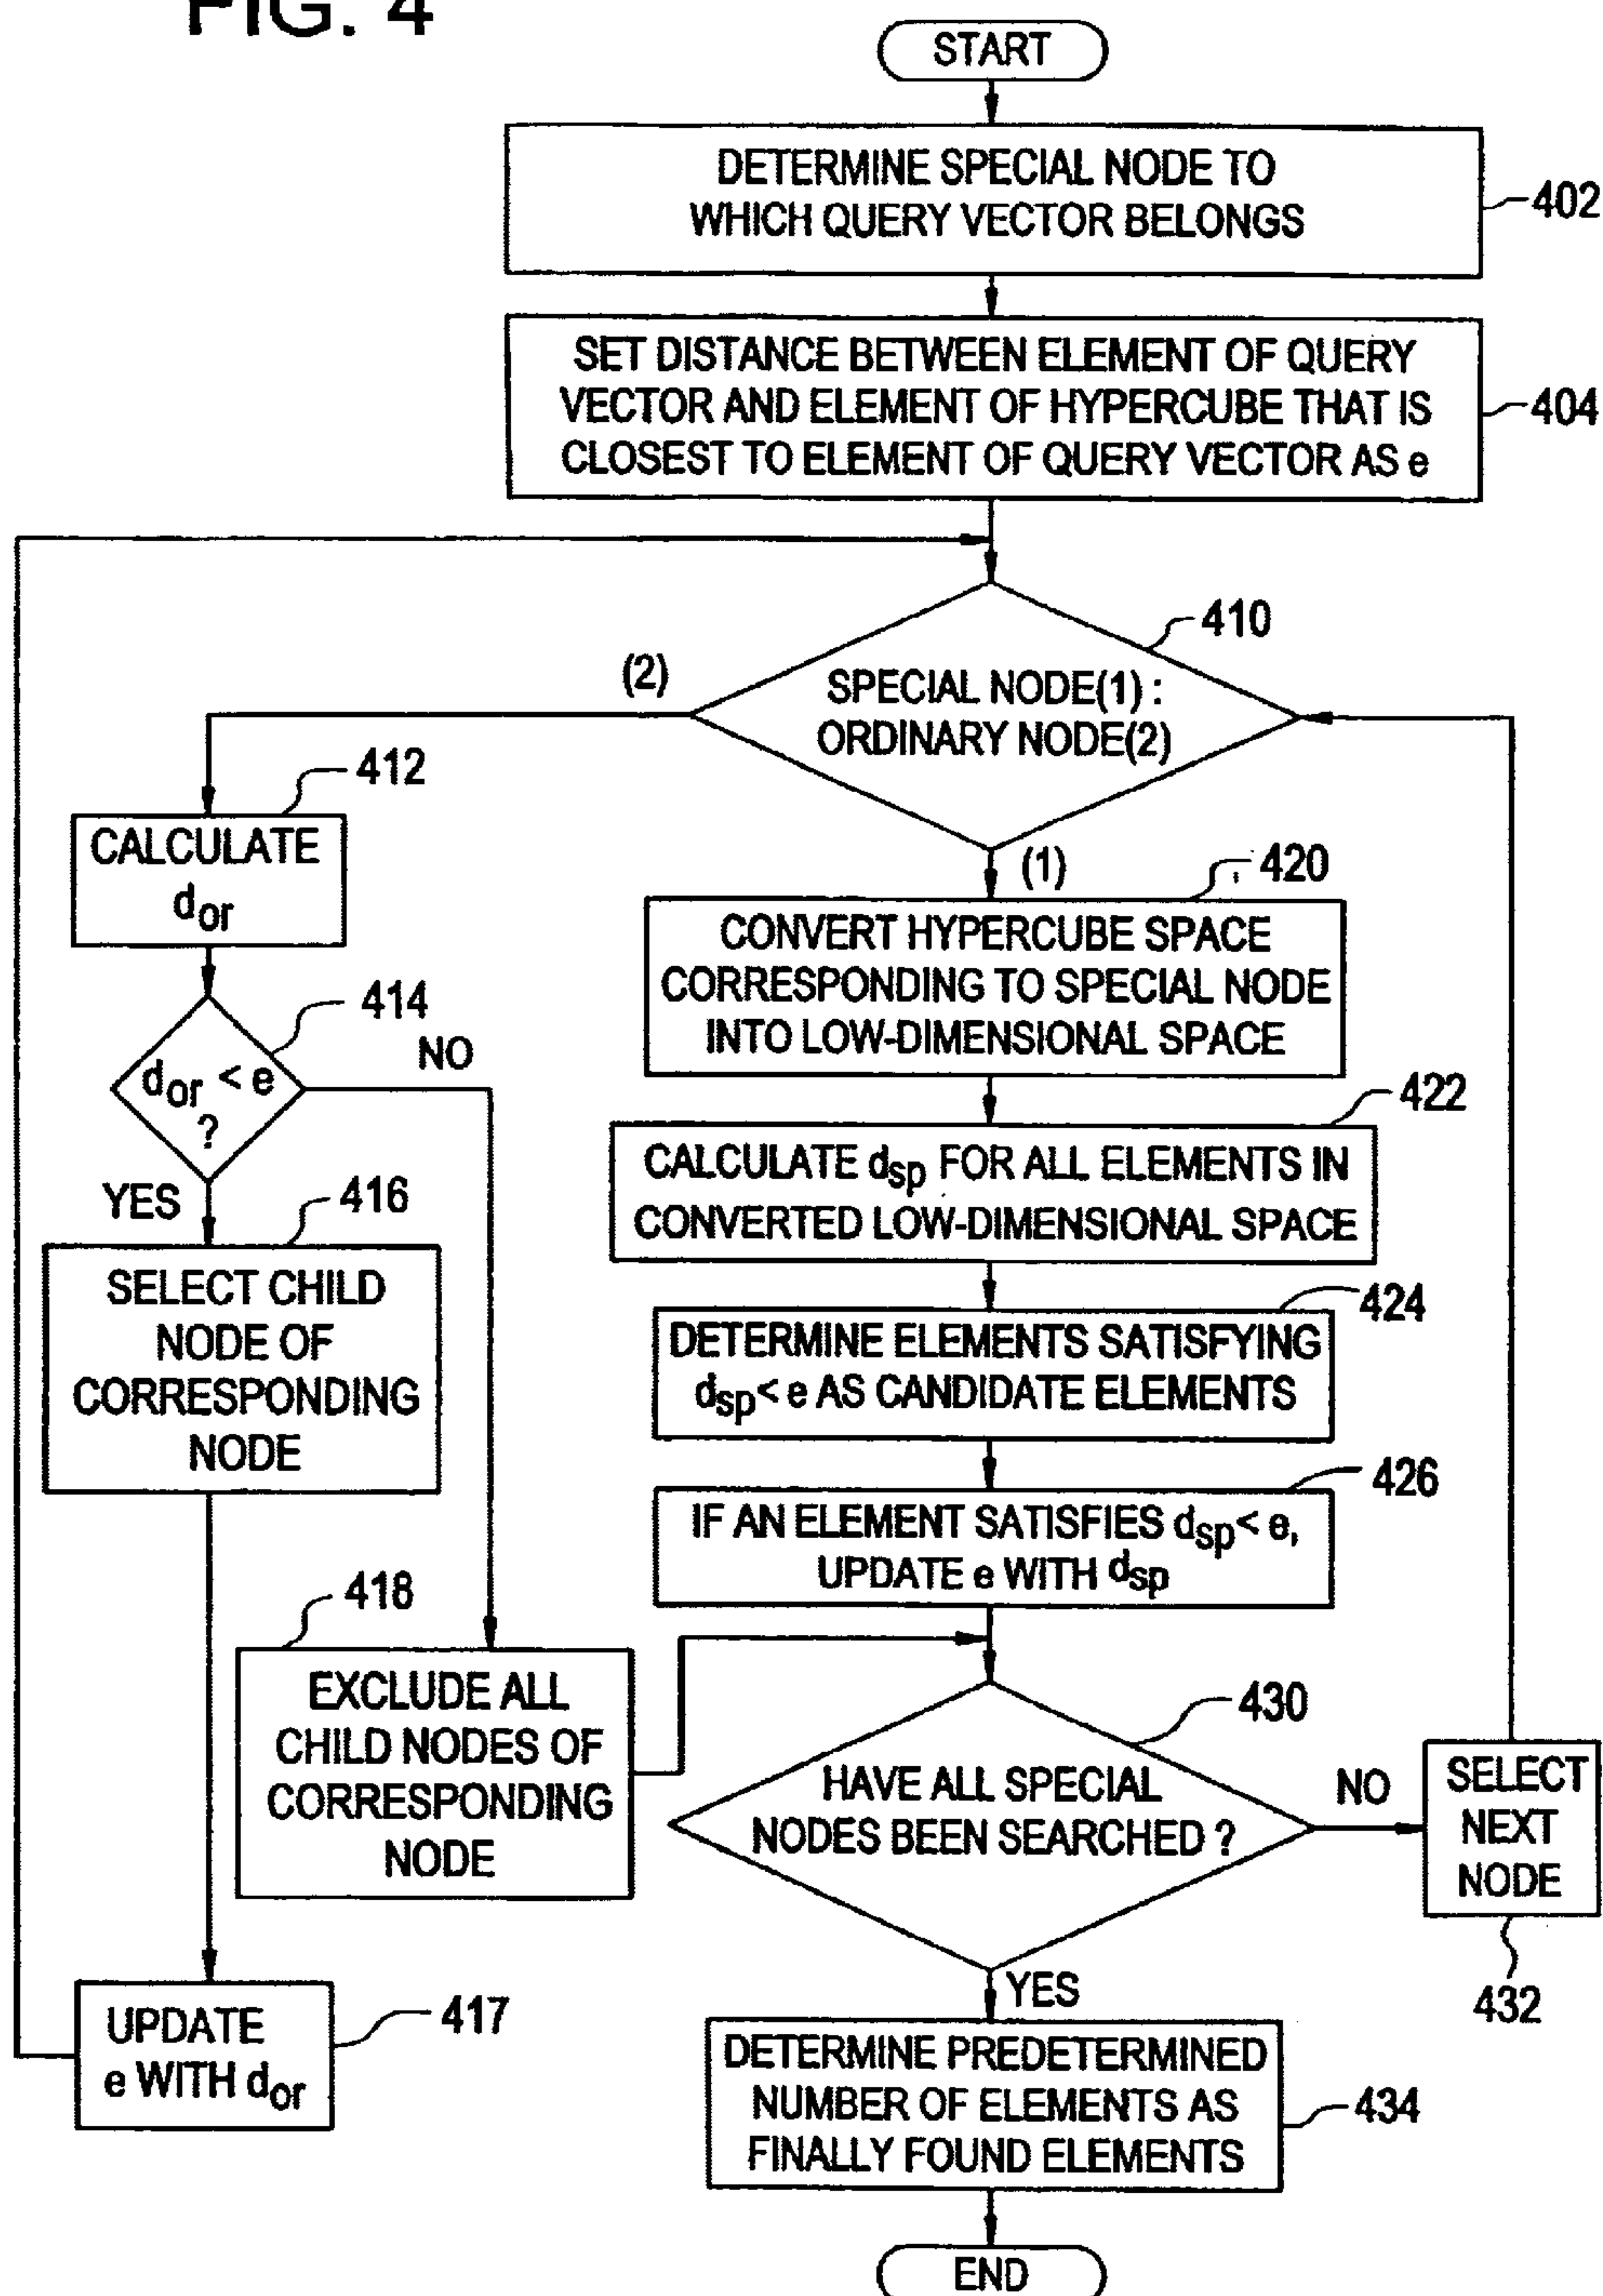 FIG. 4
START
DETERMINE SPECIAL NODE TO
WHICH QUERY VECTOR BELONGS
402
SET DISTANCE BETWEEN ELEMENT OF QUERY
VECTOR AND ELEMENT OF HYPERCUBE THAT IS
CLOSEST TO ELEMENT OF QUERY VECTOR AS e
404
410
SPECIAL NODE(1) :
ORDINARY NODE(2)
(2)
(1)
412
CALCULATE
dor
414
dor < e
?
NO
YES
416
SELECT CHILD
NODE OF
CORRESPONDING
NODE
418
EXCLUDE ALL
CHILD NODES OF
CORRESPONDING
NODE
UPDATE
e WITH dor
417
420
CONVERT HYPERCUBE SPACE
CORRESPONDING TO SPECIAL NODE
INTO LOW-DIMENSIONAL SPACE
422
CALCULATE dsp FOR ALL ELEMENTS IN
CONVERTED LOW-DIMENSIONAL SPACE
424
DETERMINE ELEMENTS SATISFYING
dsp< e AS CANDIDATE ELEMENTS
426
IF AN ELEMENT SATISFIES dsp< e,
UPDATE e WITH dsp
430
HAVE ALL SPECIAL
NODES BEEN SEARCHED ?
NO
SELECT
NEXT
NODE
432
YES
DETERMINE PREDETERMINED
NUMBER OF ELEMENTS AS
FINALLY FOUND ELEMENTS
434
END